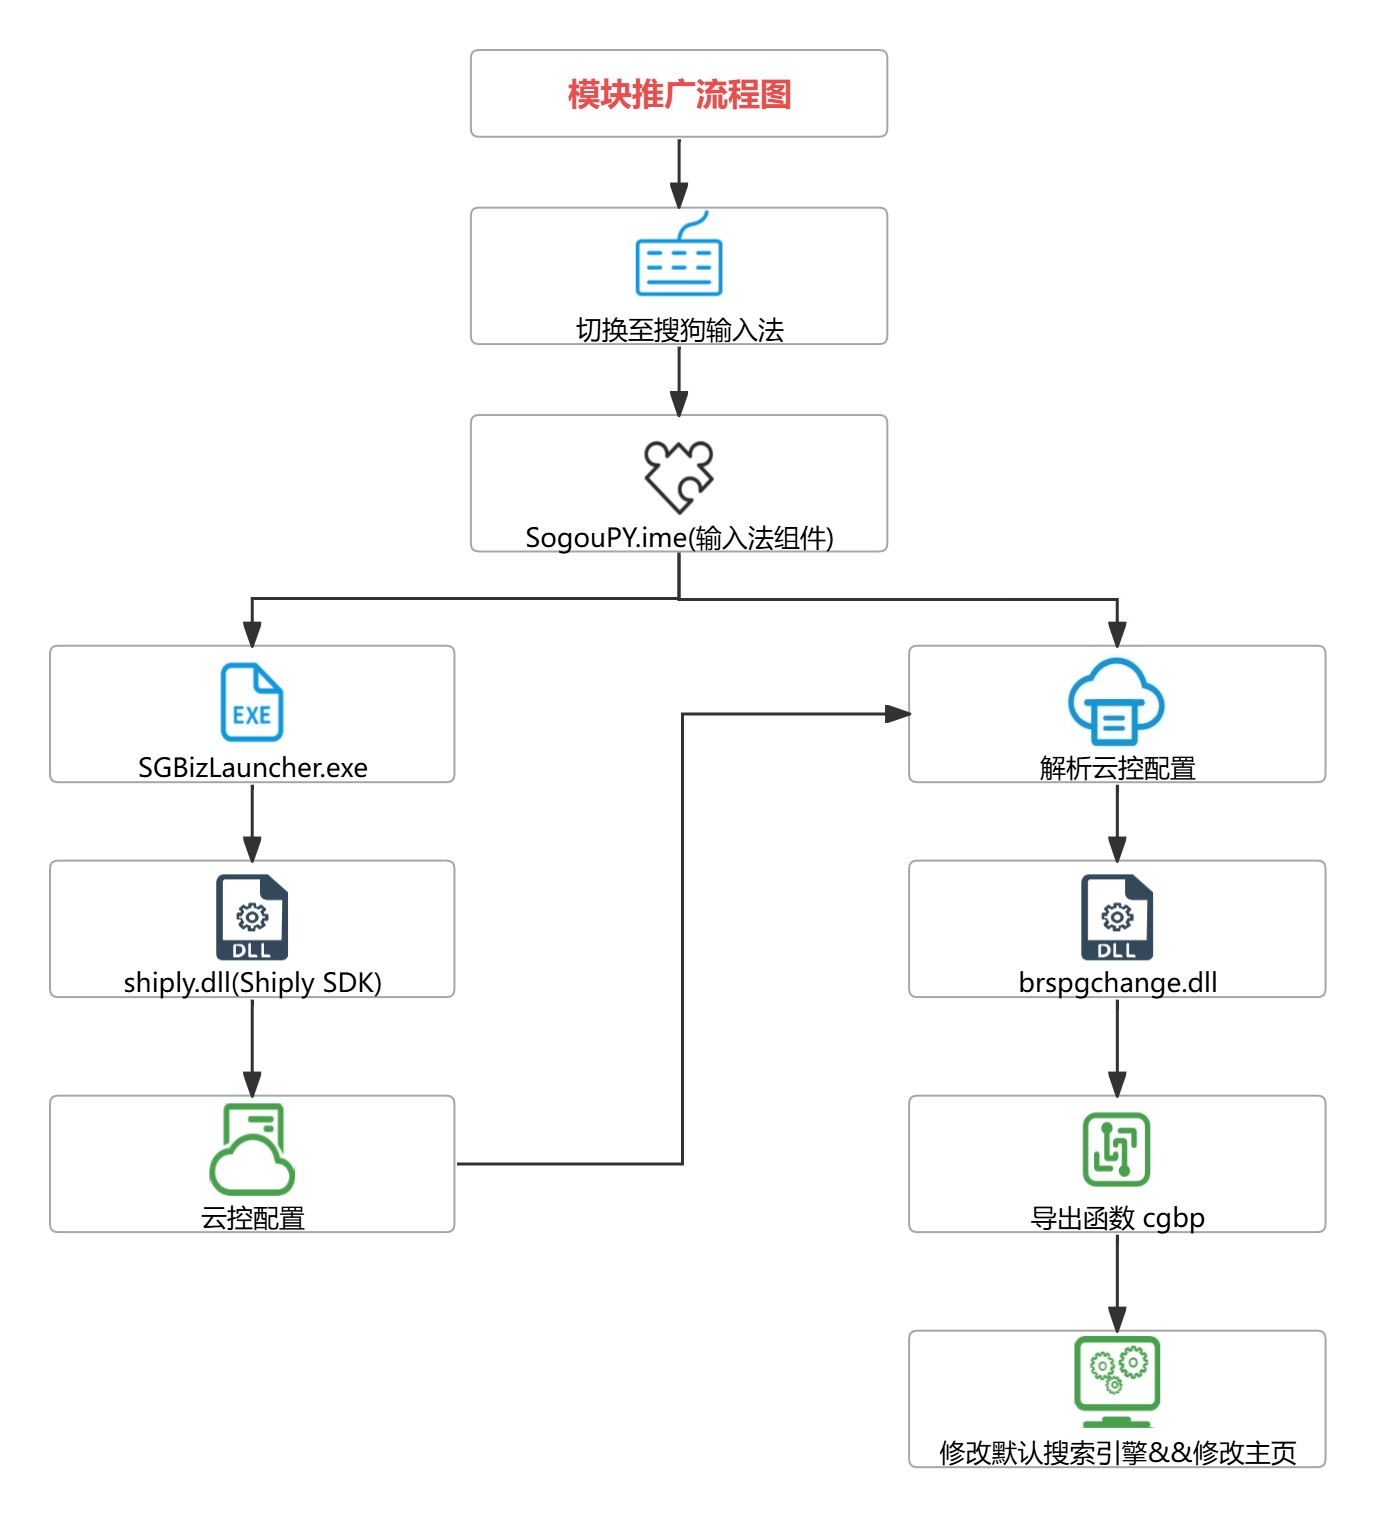 模块推广流程图
切换至搜狗输入法
SogouPY.ime(输入法组件)
EXE
SGBizLauncher.exe
DLL
shiply.dll(Shiply SDK)
云控配置
解析云控配置
DLL
brspgchange.dll
导出函数 cgbp
修改默认搜索引擎&&修改主页